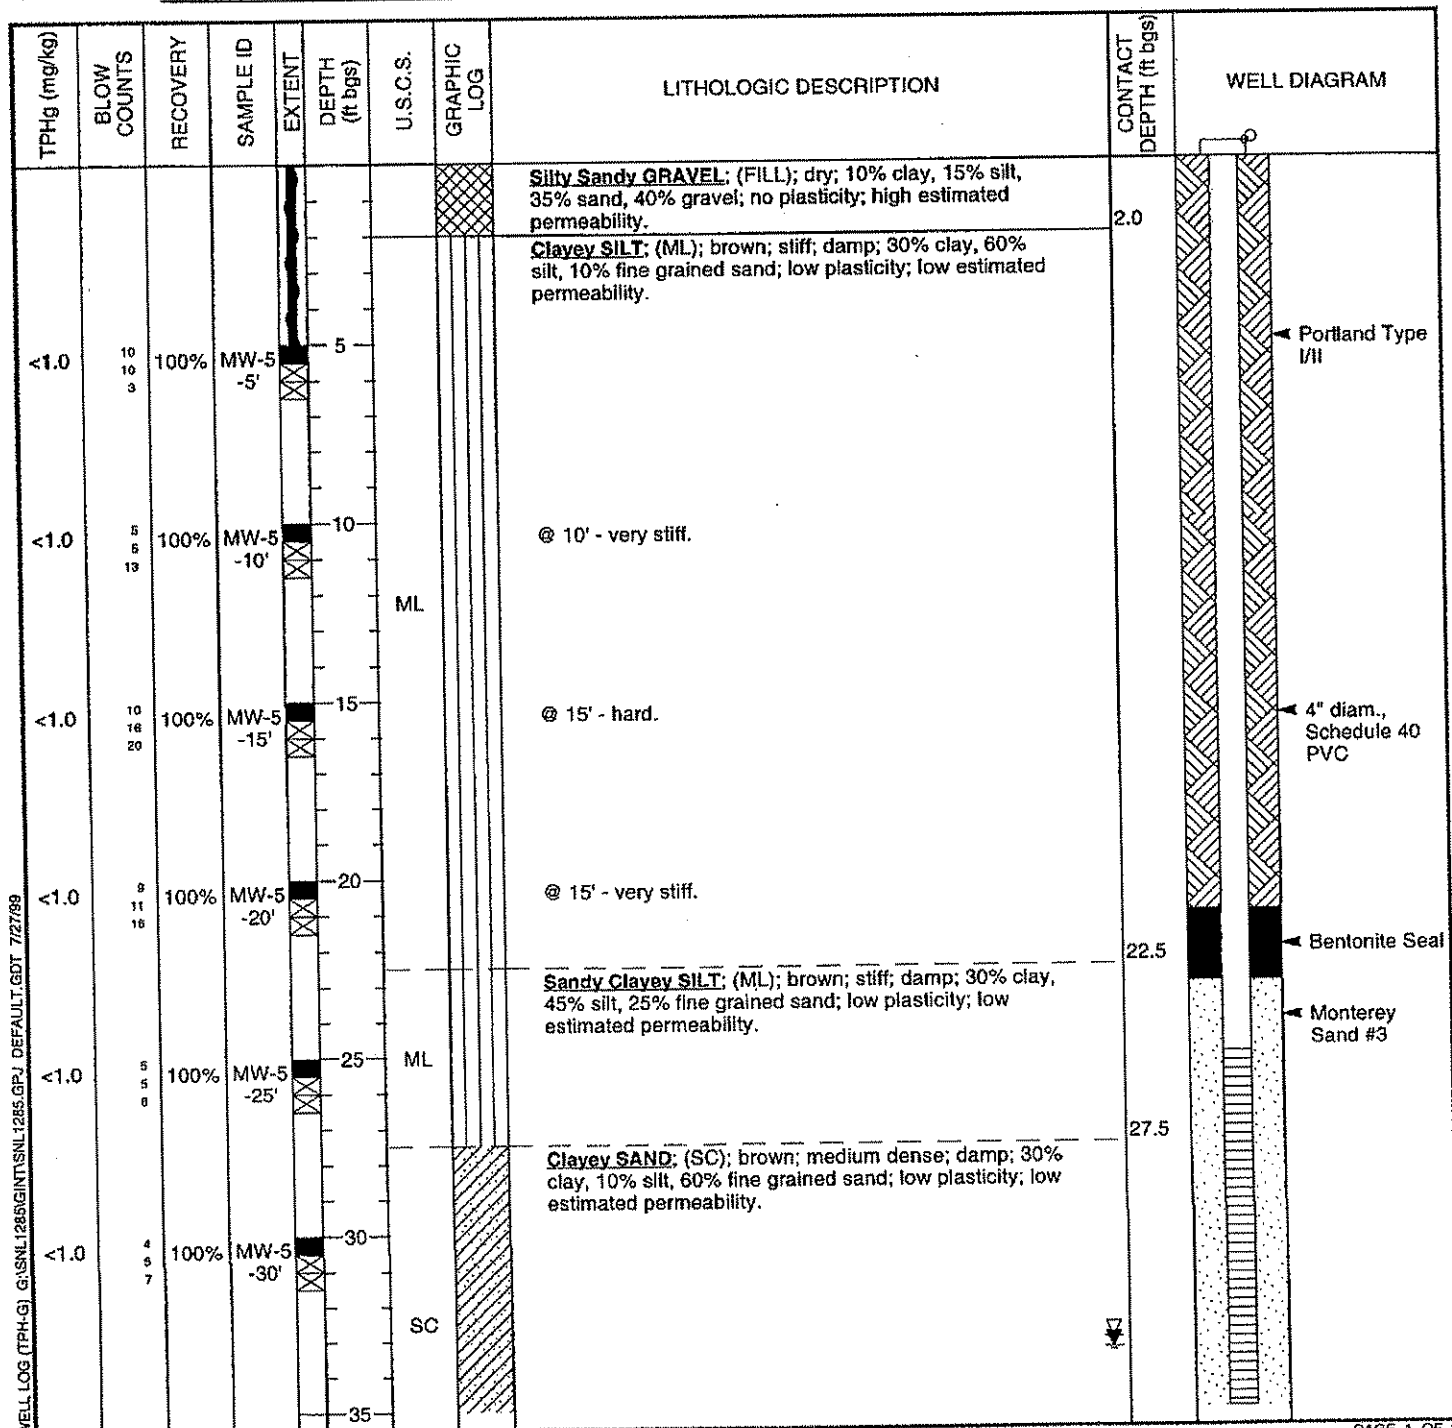 TPHg (mg/kg)
BLOW
COUNTS
RECOVERY
SAMPLE ID
EXTENT
DEPTH
(ft bgs)
U.S.C.S.
GRAPHIC
LOG
LITHOLOGIC DESCRIPTION
CONTACT
DEPTH (ft bgs)
WELL DIAGRAM
Silty Sandy GRAVEL; (FILL); dry; 10% clay, 15% silt,
35% sand, 40% gravel; no plasticity; high estimated
permeability.
2.0
Clayey SILT; (ML); brown; stiff; damp; 30% clay, 60%
silt, 10% fine grained sand; low plasticity; low estimated
permeability.
Portland Type
I/II
<1.0
10
10
3
100%
MW-5
-5'
5
<1.0
5
13
100%
MW-5
-10'
10
@ 10' - very stiff.
ML
<1.0
10
16
20
100%
MW-5
-15'
15
@ 15' - hard.
4" diam.,
Schedule 40
PVC
<1.0
9
11
16
100%
MW-5
-20'
20
@ 15' - very stiff.
Bentonite Seal
22.5
Sandy Clayey SILT; (ML); brown; stiff; damp; 30% clay,
45% silt, 25% fine grained sand; low plasticity; low
estimated permeability.
Monterey
Sand #3
<1.0
5
5
6
100%
MW-5
-25'
25
ML
27.5
Clayey SAND; (SC); brown; medium dense; damp; 30%
clay, 10% silt, 60% fine grained sand; low plasticity; low
estimated permeability.
<1.0
4
5
7
100%
MW-5
-30'
30
SC
35
WELL LOG (TPH-G) G:\SNL1285\GINT\SNL1285.GPJ DEFAULT.GDT 7/27/99